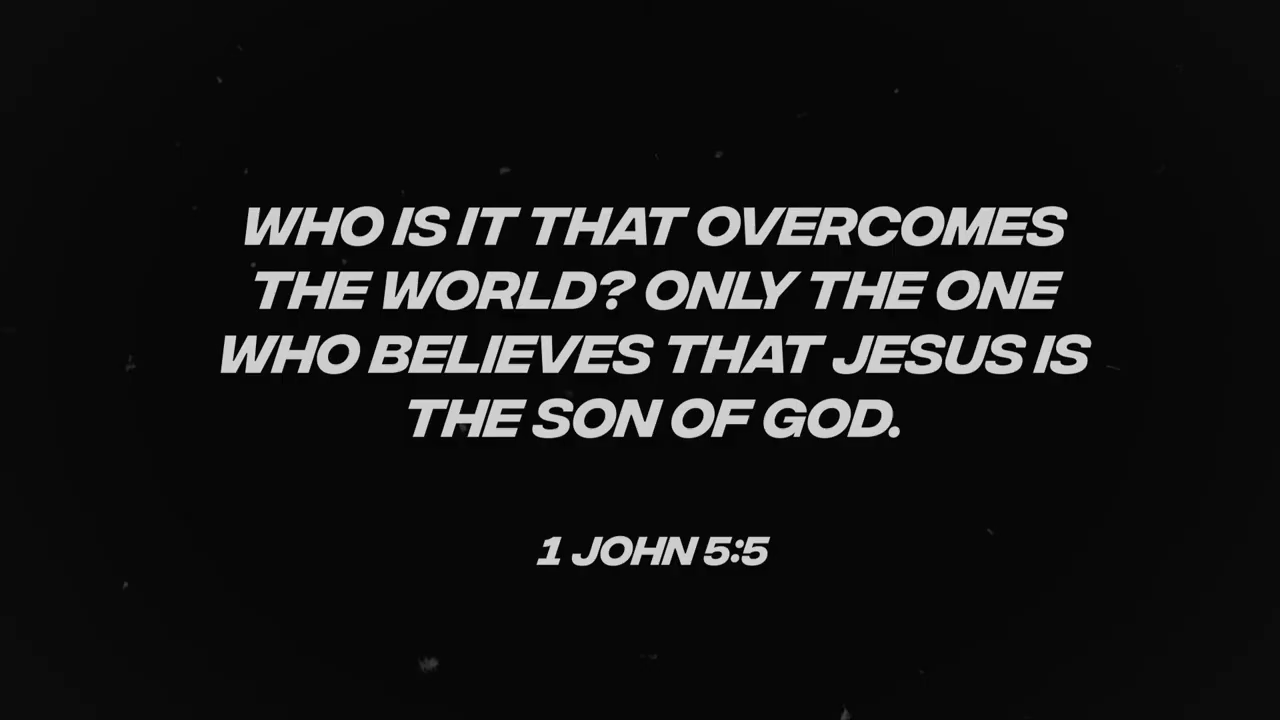 WHO IS IT THAT OVERCOMES
THE WORLD? ONLY THE ONE
WHO BELIEVES THAT JESUS IS
THE SON OF GOD.
1 JOHN 5:5